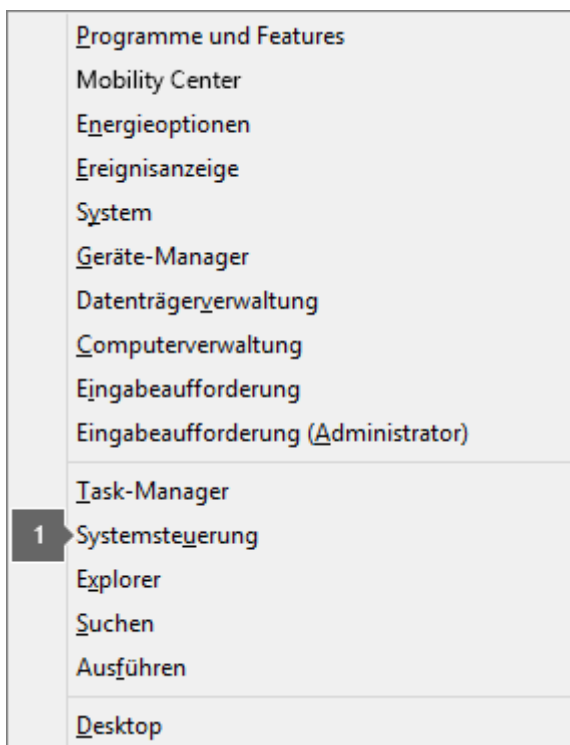 Programme und Features
Mobility Center
Energieoptionen
Ereignisanzeige
System
Geräte-Manager
Datenträgerverwaltung
Computerverwaltung
Eingabeaufforderung
Eingabeaufforderung (Administrator)
Task-Manager
1 Systemsteuerung
Explorer
Suchen
Ausführen
Desktop